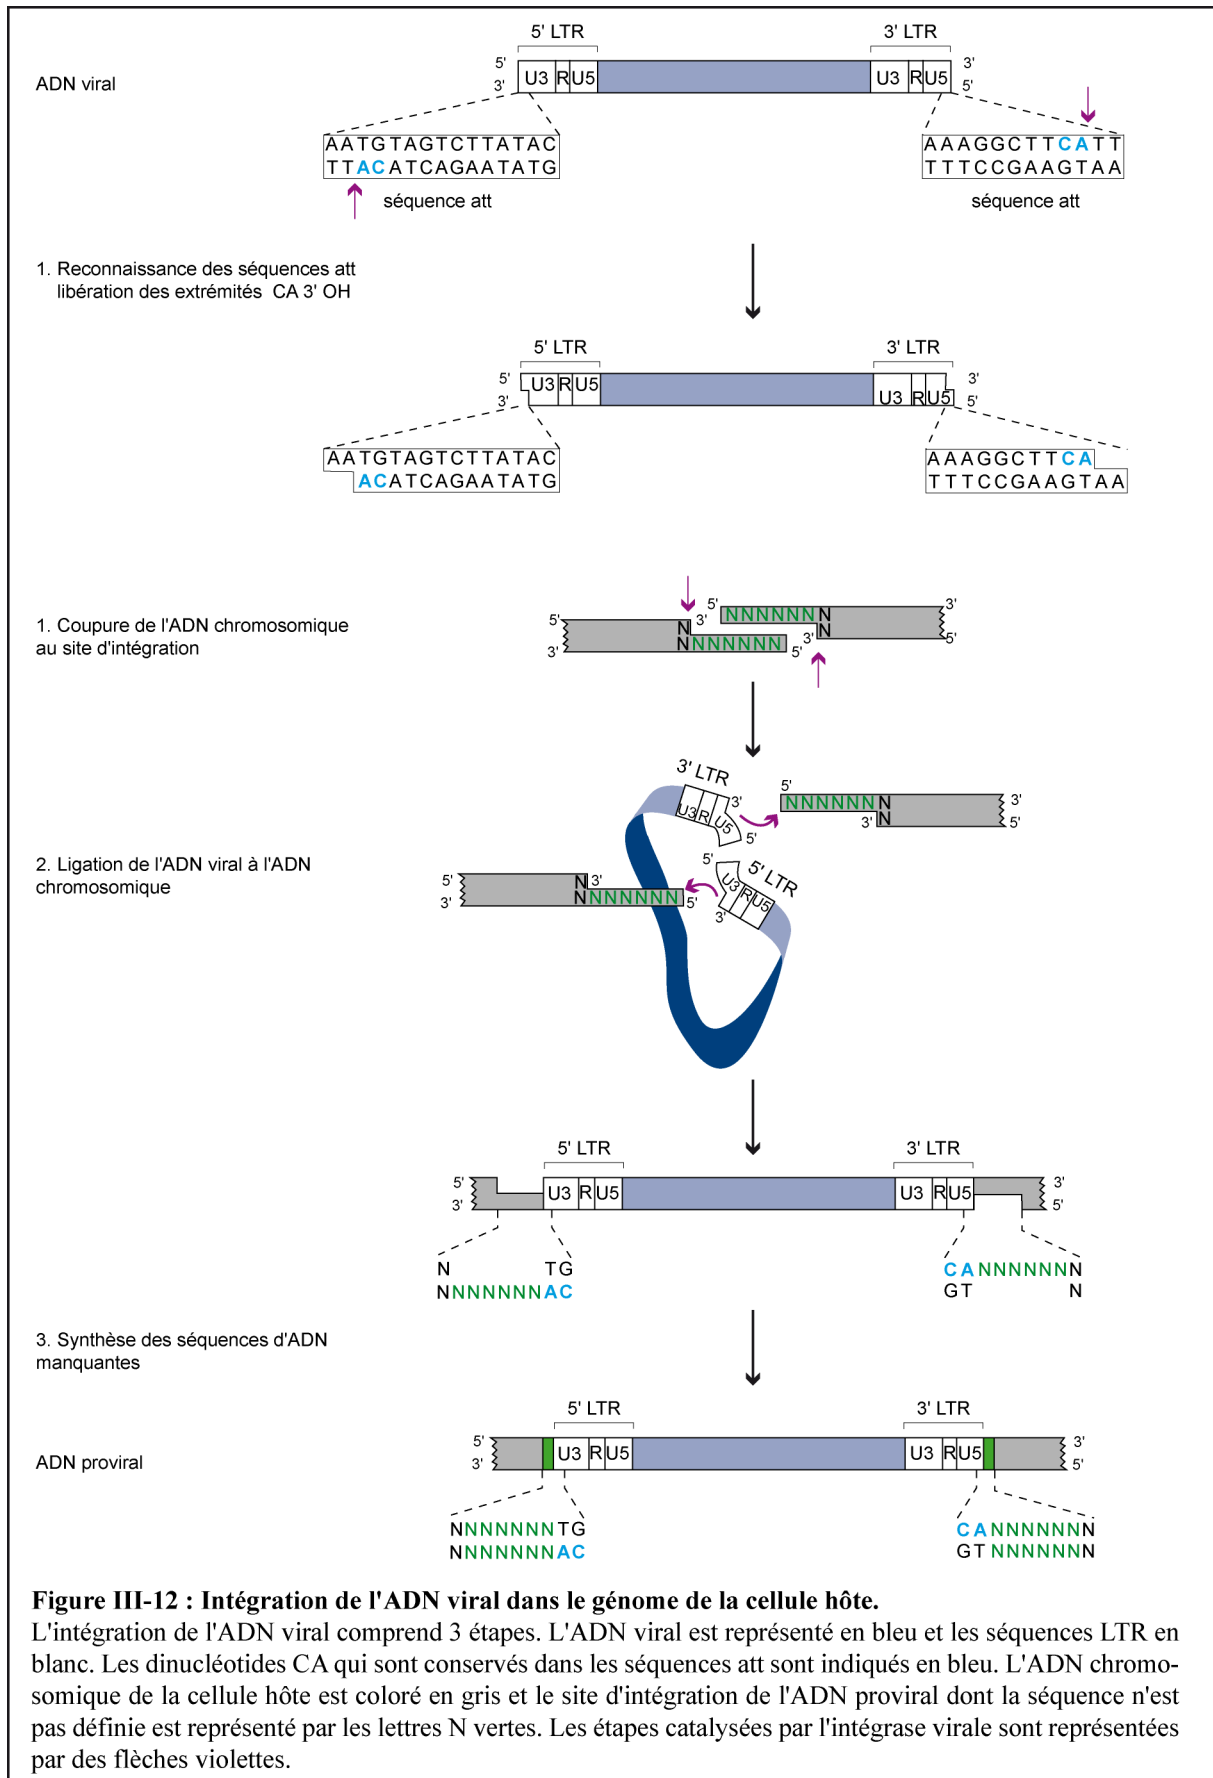 5' LTR 3' LTR
5' 3'
ADN viral U3 R U5 U3 R U5
3' 5'
AATGTAGTCTTATAC AAAGGCTTCATT
TTACATCAGAATATG TTTCCGAAGTAA
séquence att séquence att
1. Reconnaissance des séquences att
libération des extrémités CA 3' OH
5' LTR 3' LTR
5' 3'
U3 R U5 U3 R U5
3' 5'
AATGTAGTCTTATAC AAAGGCTTCA
ACATCAGAATATG TTTCCGAAGTAA
5' NNNNNNN 3'
1. Coupure de l'ADN chromosomique 5' N 3' N
au site d'intégration 3' NNNNNNN 5' 3' 5'
3' LTR
5'
U3 R U5 3' NNNNNNN 3'
5' 3' N 5'
2. Ligation de l'ADN viral à l'ADN 5' 5' LTR
chromosomique 5' N 3' U3 R U5
3' NNNNNNN 5' 3'
5' LTR 3' LTR
5' 3'
U3 R U5 U3 R U5
3' 5'
N TG CANNNNNNN
NNNNNNNAC GT N
3. Synthèse des séquences d'ADN
manquantes
5' LTR 3' LTR
5' 3'
ADN proviral U3 R U5 U3 R U5
3' 5'
NNNNNNNTG CANNNNNNN
NNNNNNNAC GTNNNNNNN
Figure III-12 : Intégration de l'ADN viral dans le génome de la cellule hôte.
L'intégration de l'ADN viral comprend 3 étapes. L'ADN viral est représenté en bleu et les séquences LTR en
blanc. Les dinucléotides CA qui sont conservés dans les séquences att sont indiqués en bleu. L'ADN chromo-
somique de la cellule hôte est coloré en gris et le site d'intégration de l'ADN proviral dont la séquence n'est
pas définie est représenté par les lettres N vertes. Les étapes catalysées par l'intégrase virale sont représentées
par des flèches violettes.